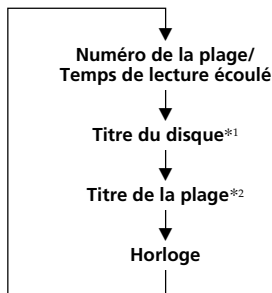 Numéro de la plage/
Temps de lecture écoulé
Titre du disque*1
Titre de la plage*2
Horloge